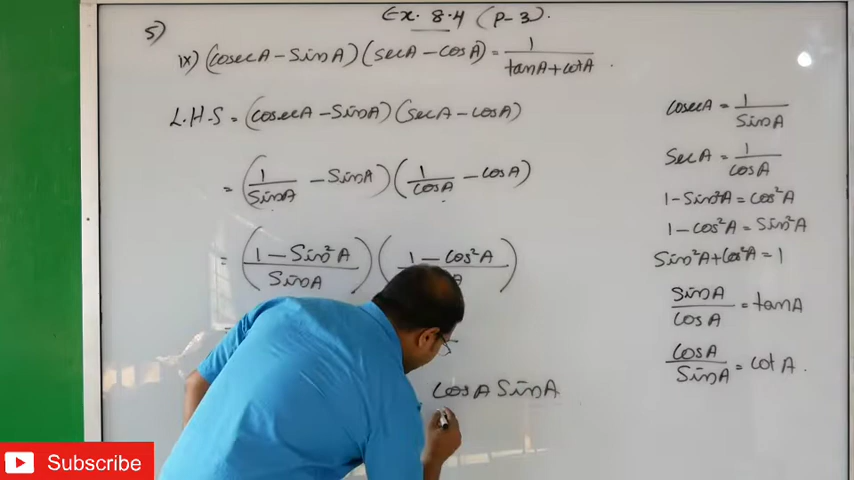 Ex. 8.4 (P-3).
5)
ix) (cosecA - SinA)(secA - cosA) = 1/tanA + cotA .
L.H.S = (cosecA - SinA)(secA - cosA)
= (1/SinA - SinA)(1/cosA - cosA)
= (1 - Sin²A/SinA)(1 - cos²A/A)
cosA SinA
cosecA = 1/SinA
SecA = 1/cosA
1 - Sin²A = cos²A
1 - cos²A = Sin²A
Sin²A + cos²A = 1
SinA/cosA = tanA
cosA/SinA = cot A.
Subscribe